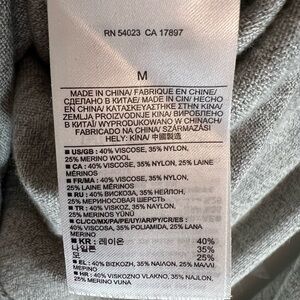 RN 54023 CA 17897
M
MADE IN CHINA/ FABRIQUÉ EN CHINE/
СДЕЛАНО В КИТАЕ/ MADE IN CIN/ HECHO
EN CHINA/ ΚΑΤΑΣΚΕΥΑΣΤΗΚΕ ΣΤΗΝ ΚΙΝΑ/
ZEMLJA PROIZVODNJE KINA/ ВИРОБЛЕНО
В КИТАЇ/ WYPRODUKOWANO W CHINACH/
FABRICADO NA CHINA/ SZÁRMAZÁSI
HELY: KÍNA/ 中國製造
■ US/GB : 40% VISCOSE, 35% NYLON,
25% MERINO WOOL
■ CA : 40% VISCOSE, 35% NYLON, 25% LAINE
MÉRINOS
■ FR/MA : 40% VISCOSE, 35% NYLON,
25% LAINE MÉRINOS
■ RU : 40% ВИСКОЗА, 35% НЕЙЛОН,
25% МЕРИНОСОВАЯ ШЕРСТЬ
■ TR : 40% VİSKOZ, 35% NAYLON, 25%
MERİNOS YÜNÜ
■ CL/CO/MX/PA/PE/UY/AR/PY/CR/ES :
40% VISCOSA, 35% POLIAMIDA, 25% LANA
MERINO
■ KR : 레이온 40%
나일론 35%
모 25%
■ EL : 40% ΒΙΣΚΟΖΗ, 35% ΝΑΪΛΟΝ, 25% ΜΑΛΛΙ
ΜΕΡΙΝΟ
■ HR : 40% VISKOZNO VLAKNO, 35% NAJLON,
25% MERINO VUNA